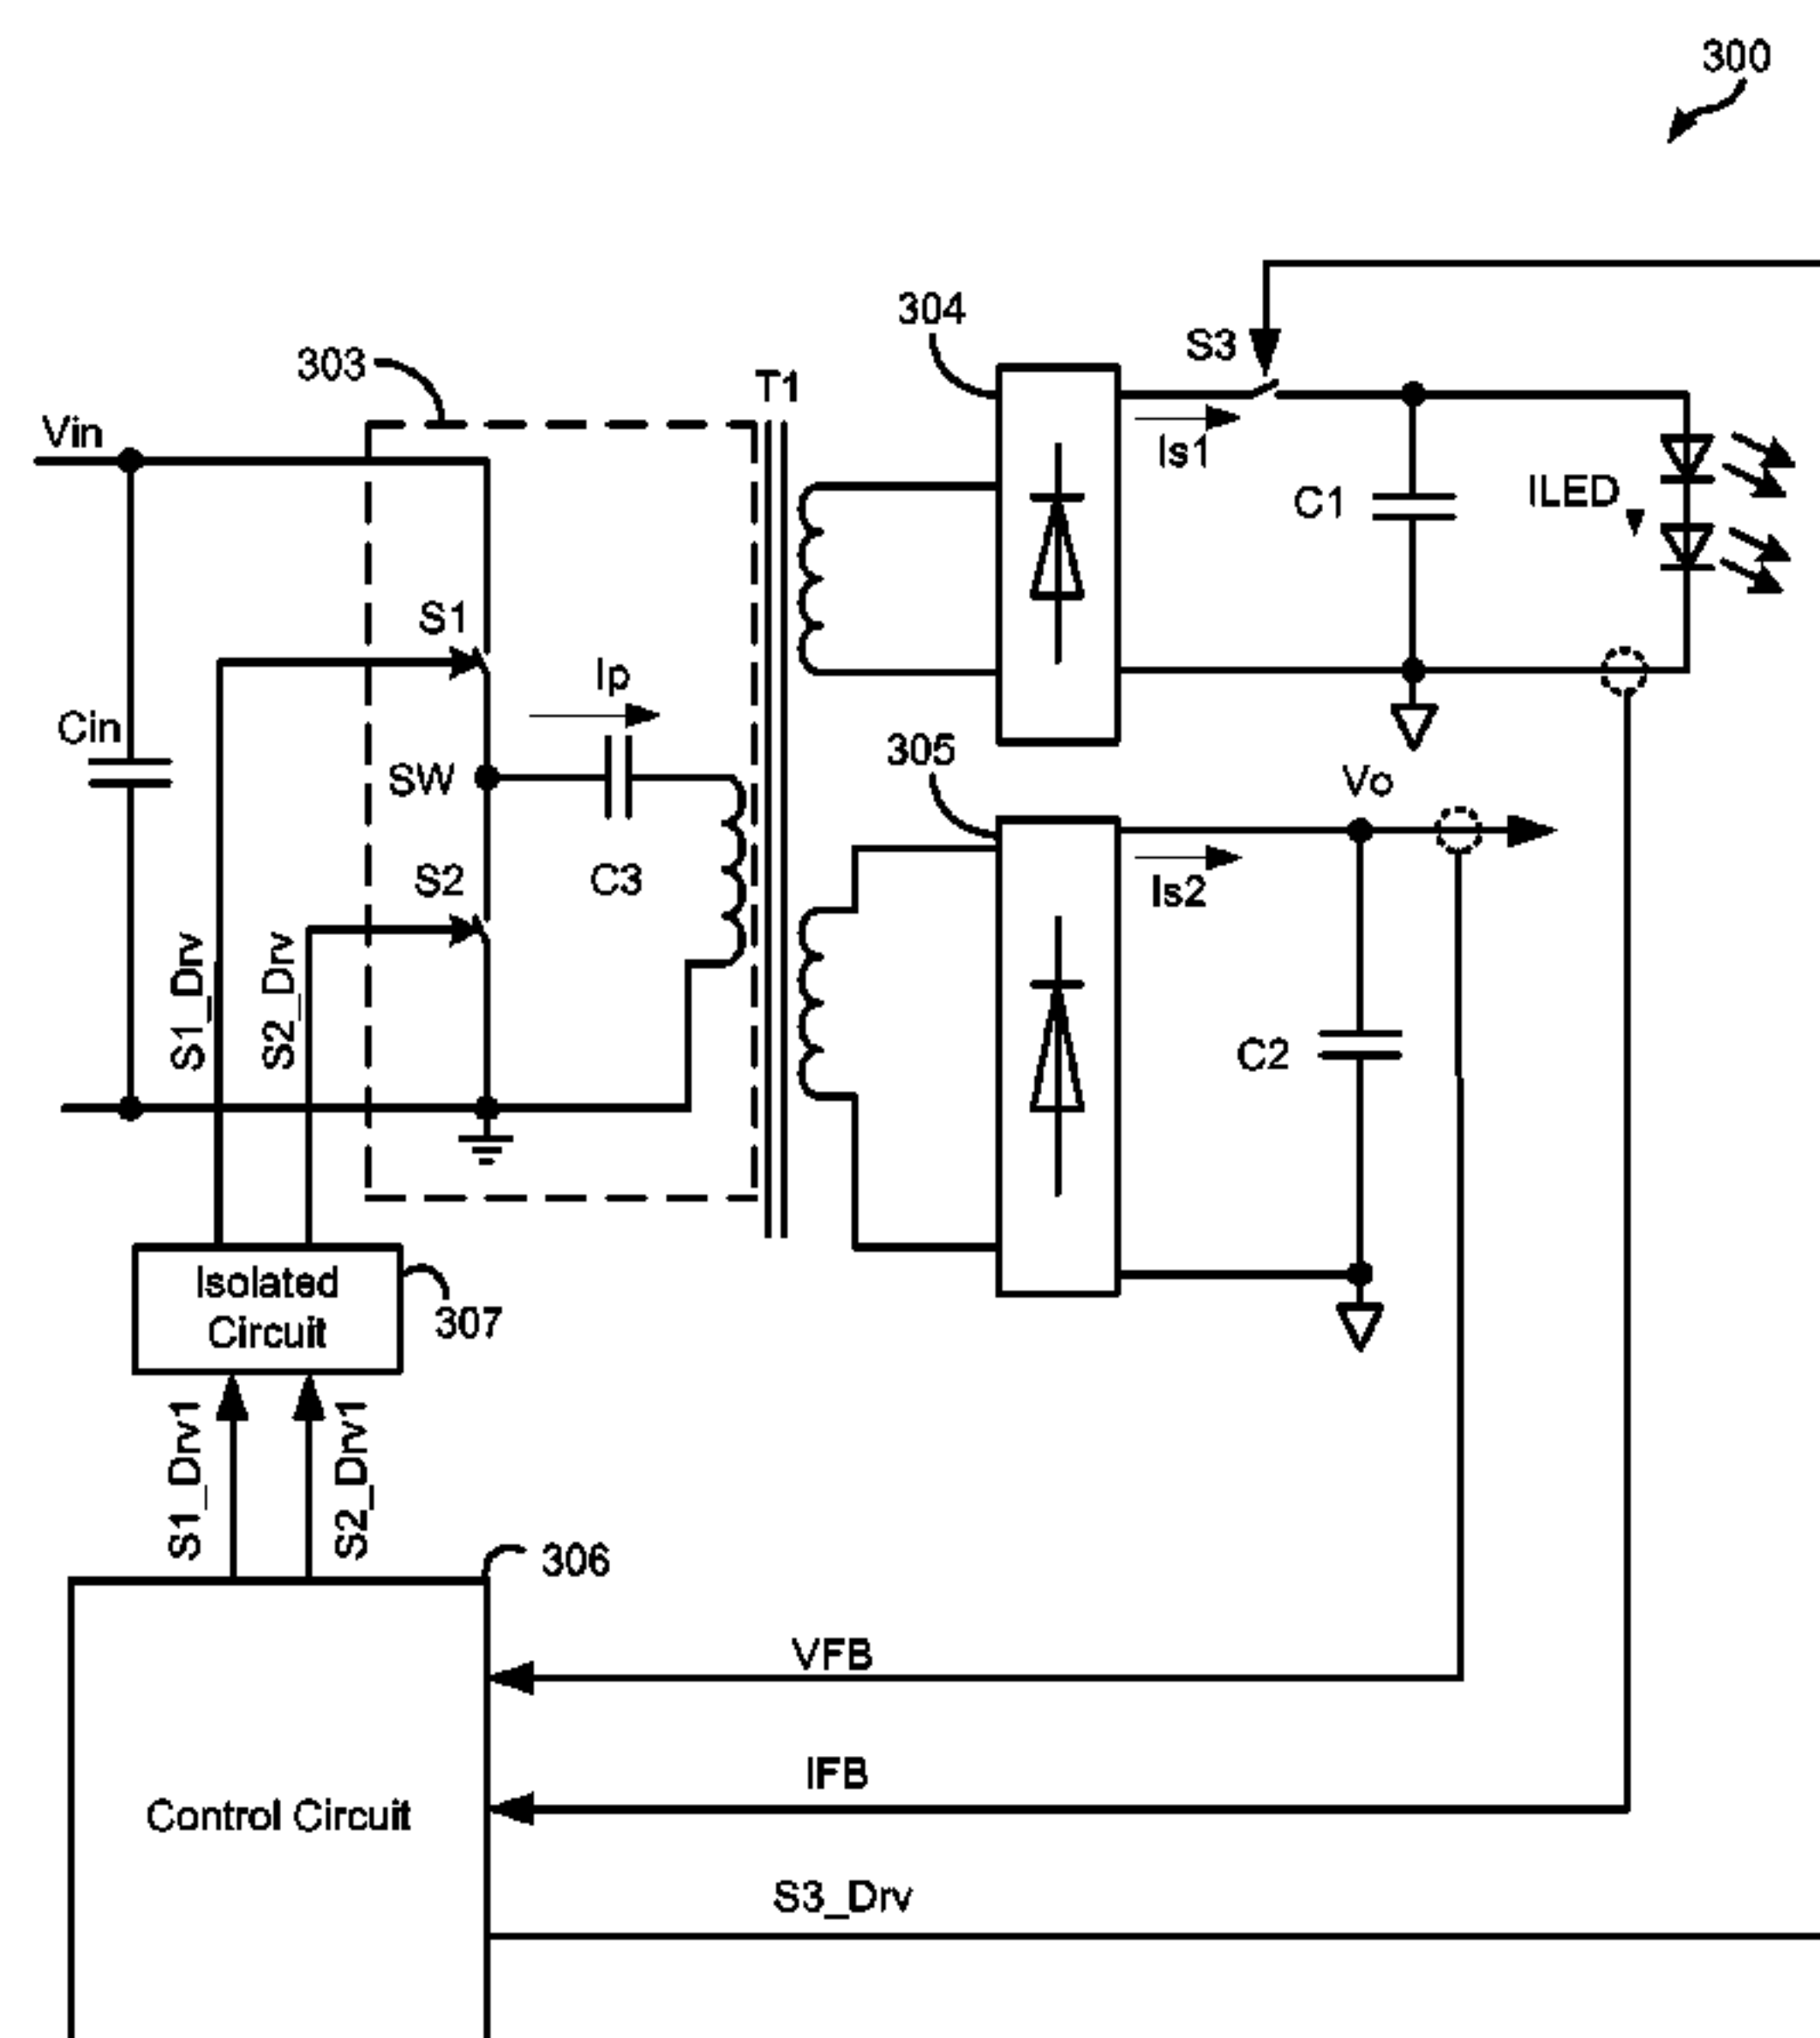 300
304
S3
303
T1
Vin
Is1
C1
ILED
S1
Ip
Cin
305
SW
Vo
S2
C3
Is2
S1_Drv
S2_Drv
C2
Isolated
Circuit
307
S1_Drv1
S2_Drv1
306
VFB
IFB
Control Circuit
S3_Drv